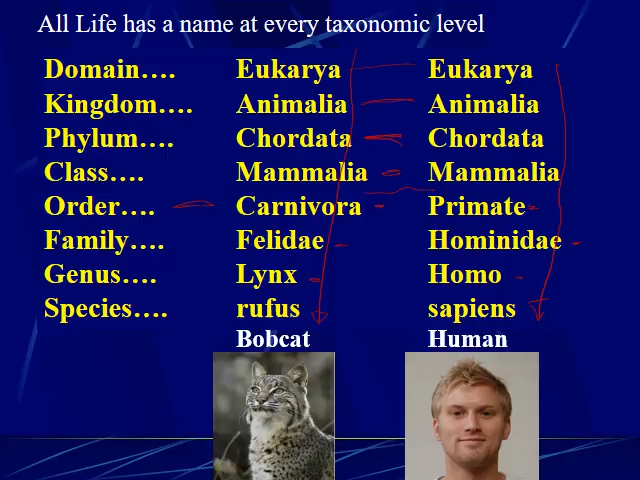 All Life has a name at every taxonomic level
Domain…. Eukarya Eukarya
Kingdom…. Animalia Animalia
Phylum…. Chordata Chordata
Class…. Mammalia Mammalia
Order…. Carnivora Primate
Family…. Felidae Hominidae
Genus…. Lynx Homo
Species…. rufus sapiens
Bobcat Human